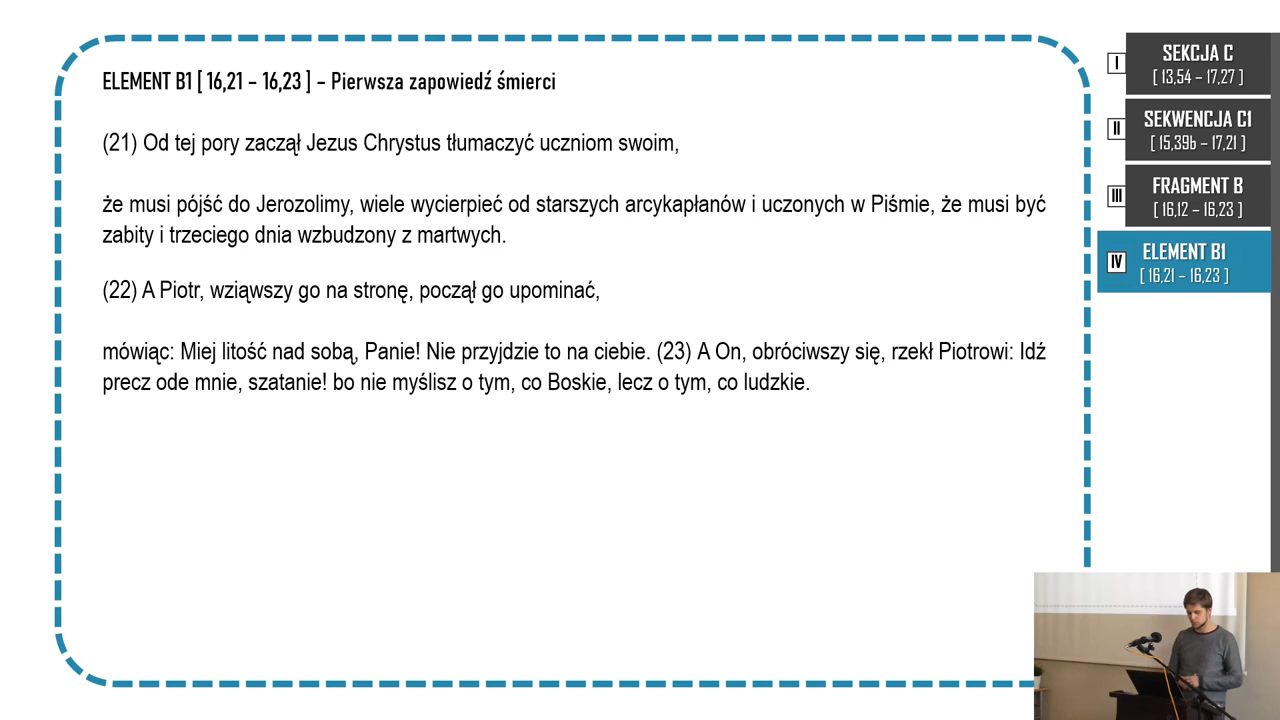 ELEMENT B1 [ 16,21 – 16,23 ] – Pierwsza zapowiedź śmierci
(21) Od tej pory zaczął Jezus Chrystus tłumaczyć uczniom swoim,
że musi pójść do Jerozolimy, wiele wycierpieć od starszych arcykapłanów i uczonych w Piśmie, że musi być
zabity i trzeciego dnia wzbudzony z martwych.
(22) A Piotr, wziąwszy go na stronę, począł go upominać,
mówiąc: Miej litość nad sobą, Panie! Nie przyjdzie to na ciebie. (23) A On, obróciwszy się, rzekł Piotrowi: Idź
precz ode mnie, szatanie! bo nie myślisz o tym, co Boskie, lecz o tym, co ludzkie.
I
SEKCJA C
[ 13,54 – 17,27 ]
II
SEKWENCJA C1
[ 15,39b – 17,21 ]
III
FRAGMENT B
[ 16,12 – 16,23 ]
IV
ELEMENT B1
[ 16,21 – 16,23 ]